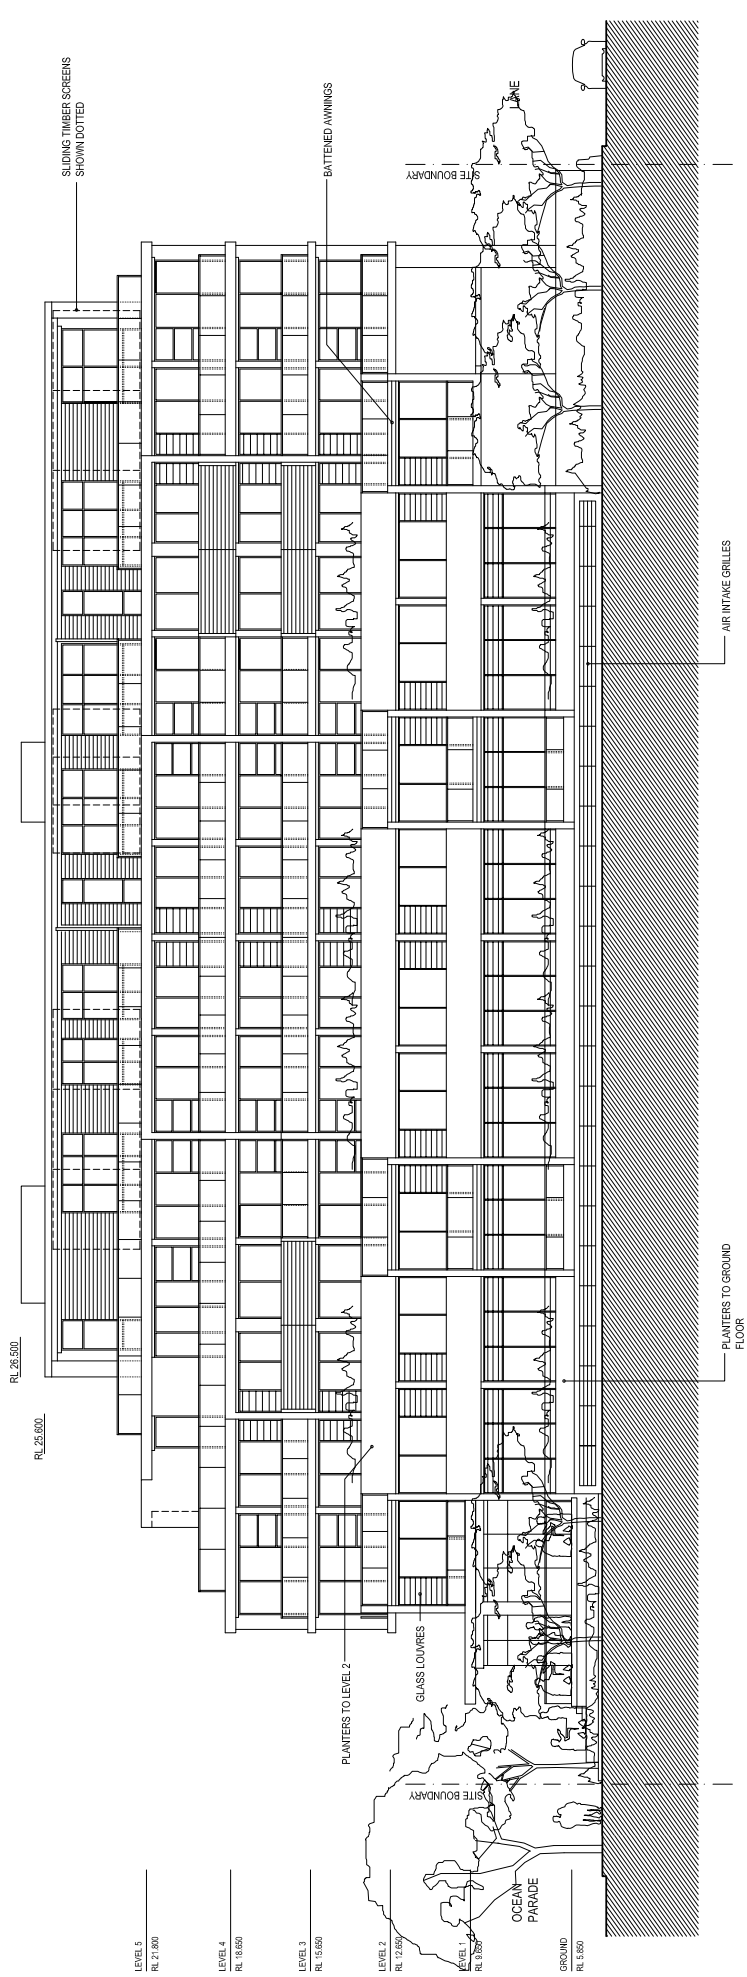 SLIDING TIMBER SCREENS
SHOWN DOTTED
BATTENED AWNINGS
LANE
SITE BOUNDARY
AIR INTAKE GRILLES
PLANTERS TO GROUND
FLOOR
RL 26.500
RL 25.600
PLANTERS TO LEVEL 2
GLASS LOUVRES
SITE BOUNDARY
OCEAN
PARADE
LEVEL 5
RL 21.800
LEVEL 4
RL 18.650
LEVEL 3
RL 15.650
LEVEL 2
RL 12.650
LEVEL 1
RL 9.650
GROUND
RL 5.850